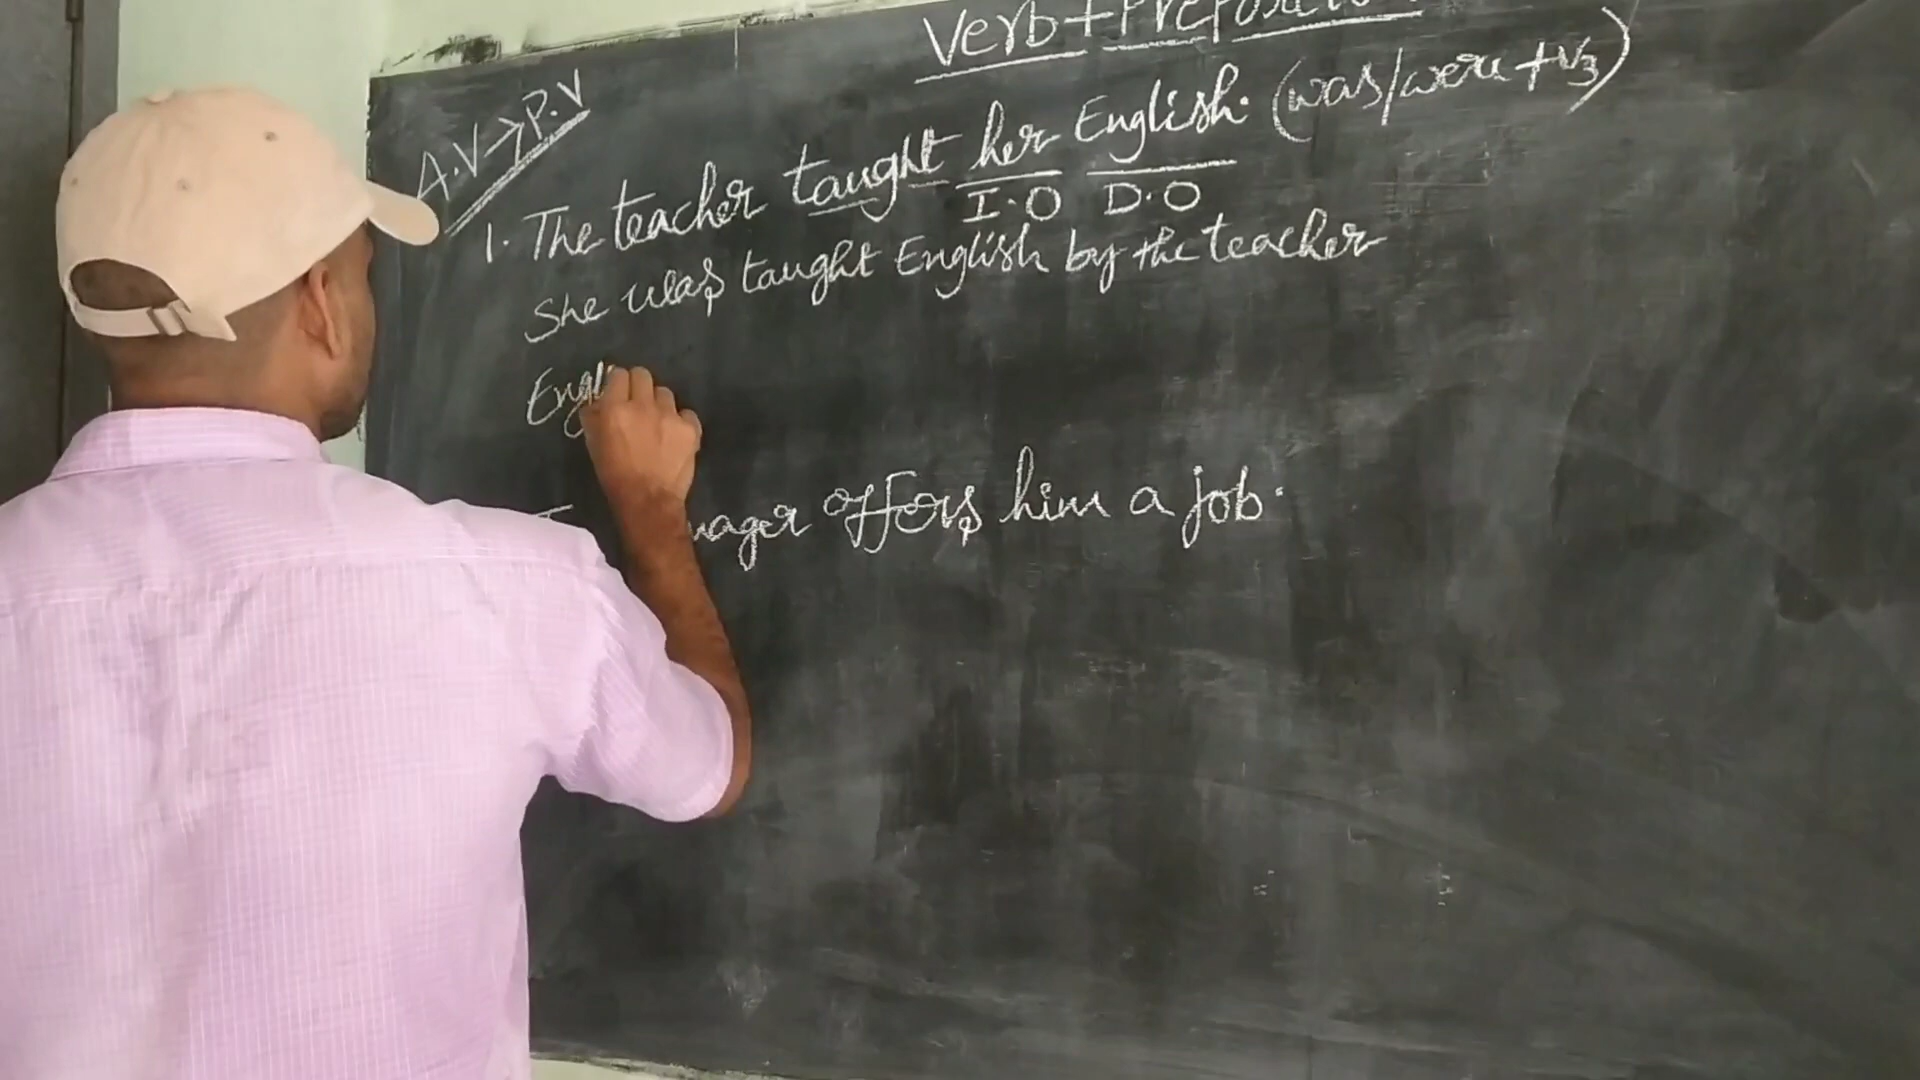 Verb+Preposition
A.V→P.V
1. The teacher taught her English. (was/were +V3)
I.O D.O
She was taught English by the teacher
Engl
offers him a job.